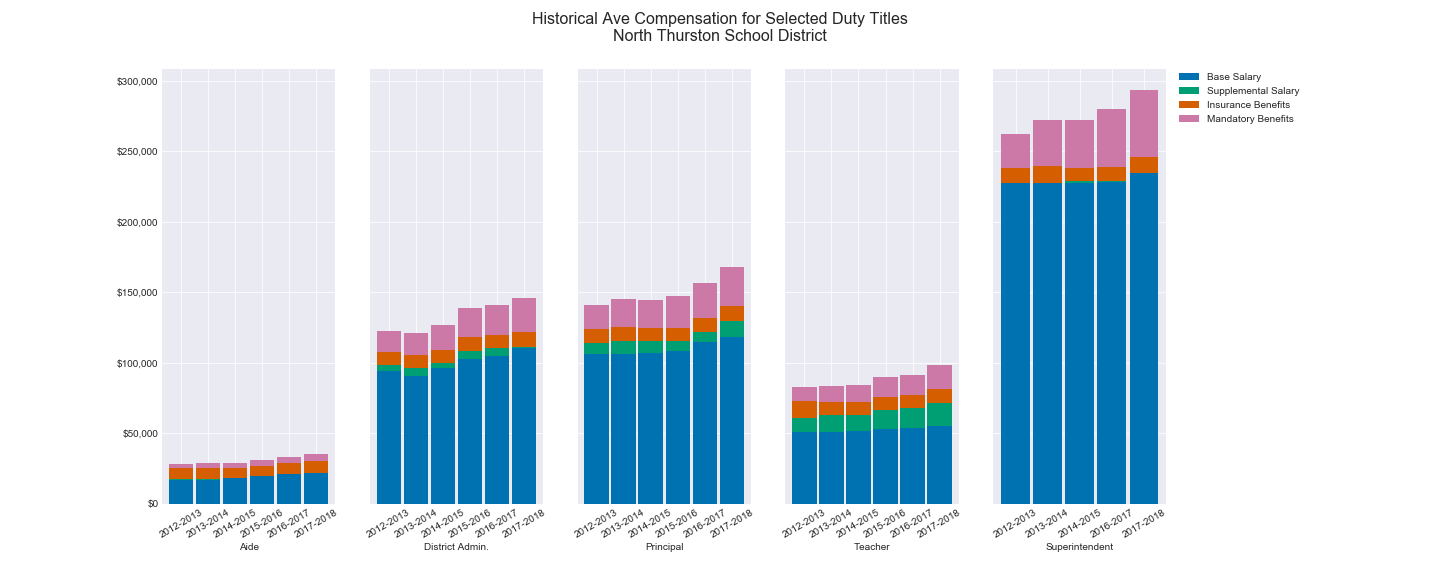 Historical Ave Compensation for Selected Duty Titles
North Thurston School District
$300,000
$250,000
$200,000
$150,000
$100,000
$50,000
$0
Base Salary
Supplemental Salary
Insurance Benefits
Mandatory Benefits
2012-2013 2013-2014 2014-2015 2015-2016 2016-2017 2017-2018
Aide
2012-2013 2013-2014 2014-2015 2015-2016 2016-2017 2017-2018
District Admin.
2012-2013 2013-2014 2014-2015 2015-2016 2016-2017 2017-2018
Principal
2012-2013 2013-2014 2014-2015 2015-2016 2016-2017 2017-2018
Teacher
2012-2013 2013-2014 2014-2015 2016-2017 2017-2018
Superintendent